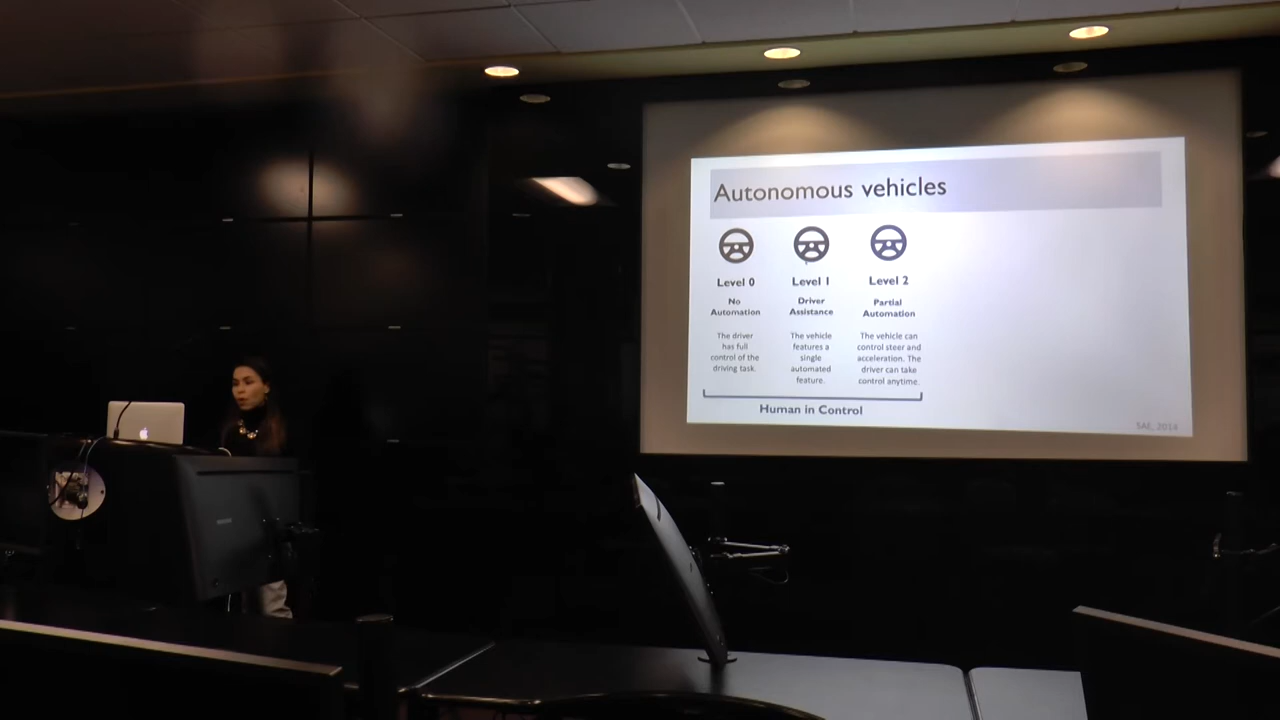 Autonomous vehicles
Level 0
No
Automation
The driver
has full
control of the
driving task.
Level 1
Driver
Assistance
The vehicle
features a
single
automated
feature.
Level 2
Partial
Automation
The vehicle can
control steer and
acceleration. The
driver can take
control anytime.
Human in Control
SAE, 2014